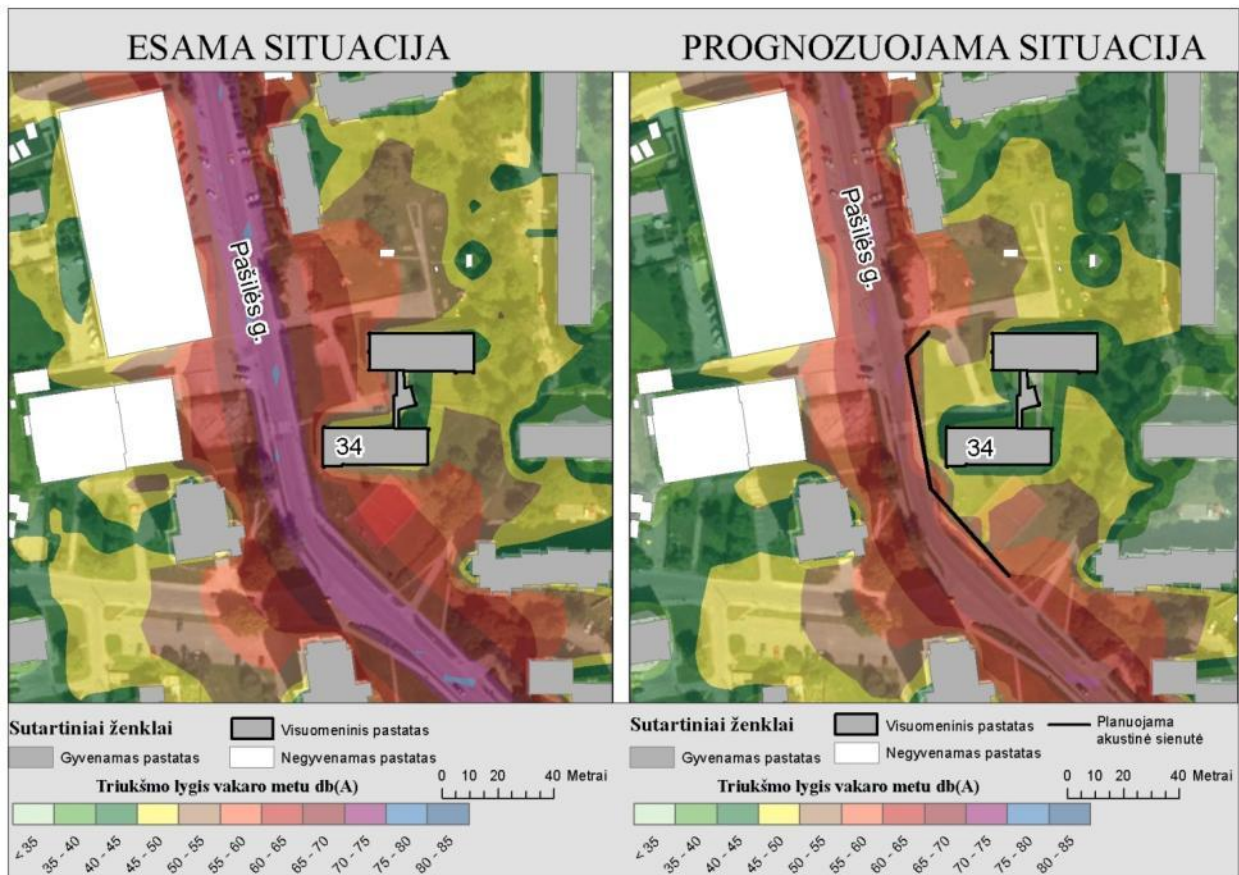 ESAMA SITUACIJA
Pašilės g.
34
Sutartiniai ženklai
Visuomeninis pastatas
Gyvenamas pastatas
Negyvenamas pastatas
0 10 20 40 Metrai
Triukšmo lygis vakaro metu db(A)
< 35
35 - 40
40 - 45
45 - 50
50 - 55
55 - 60
60 - 65
65 - 70
70 - 75
75 - 80
80 - 85
PROGNOZUOJAMA SITUACIJA
Pašilės g.
34
Sutartiniai ženklai
Visuomeninis pastatas
Planuojama
akustinė sienutė
Gyvenamas pastatas
Negyvenamas pastatas
0 10 20 40 Metrai
Triukšmo lygis vakaro metu db(A)
< 35
35 - 40
40 - 45
45 - 50
50 - 55
55 - 60
60 - 65
65 - 70
70 - 75
75 - 80
80 - 85